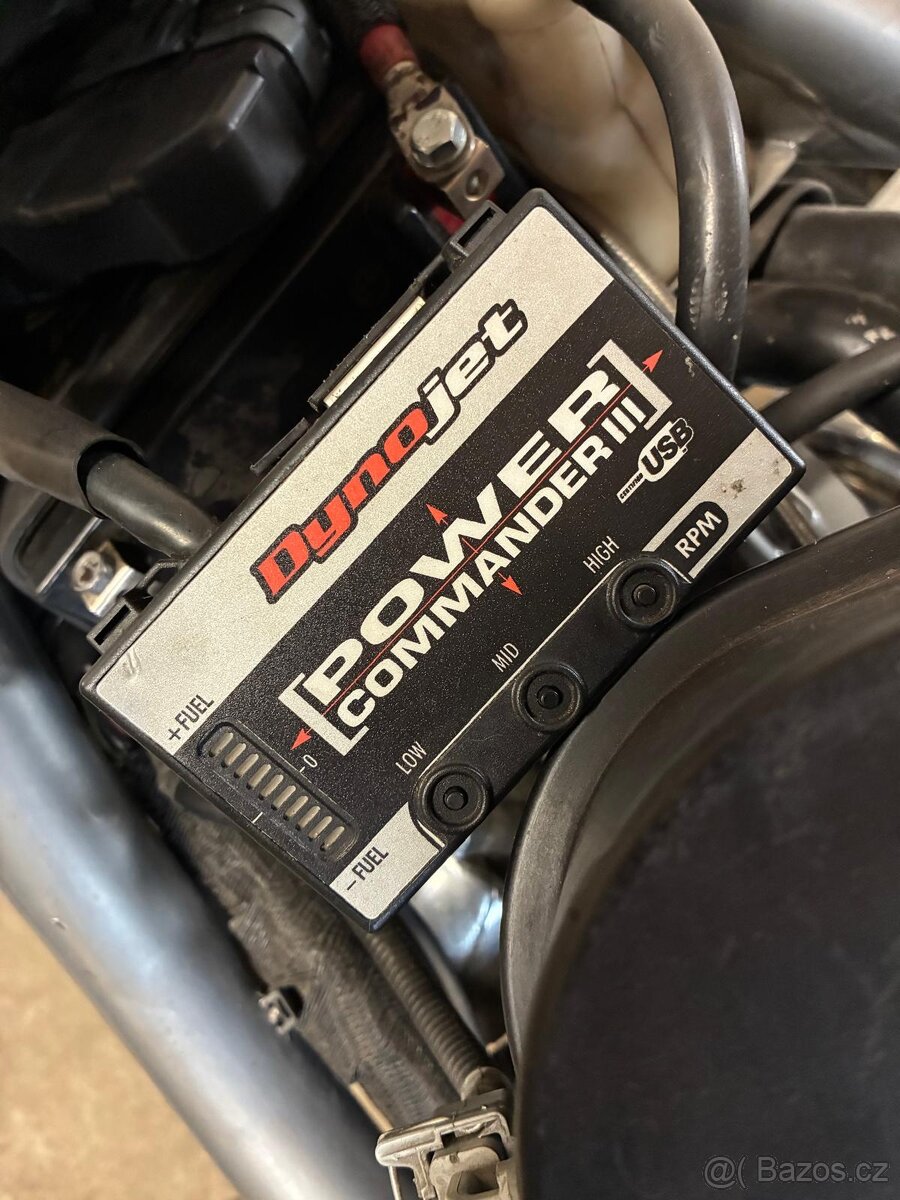 Dynojet
[POWER
COMMANDER III]
USB
RPM
HIGH
MID
LOW
+FUEL
-0
-FUEL
@( Bazos.cz